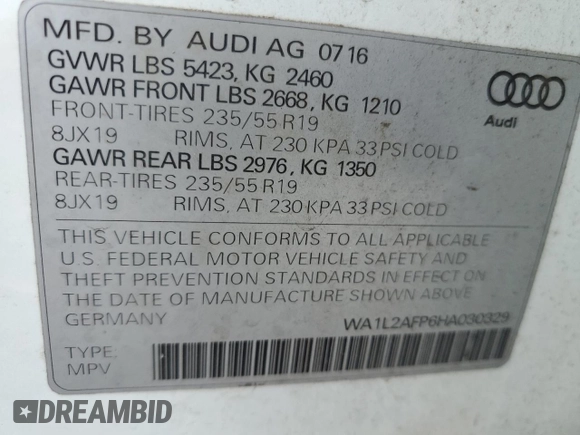 MFD. BY AUDI AG 07 16
GVWR LBS 5423, KG 2460
GAWR FRONT LBS 2668, KG 1210
FRONT-TIRES 235/55 R19
8JX19 RIMS, AT 230 KPA 33 PSI COLD
GAWR REAR LBS 2976, KG 1350
REAR-TIRES 235/55 R19
8JX19 RIMS, AT 230 KPA 33 PSI COLD
Audi
THIS VEHICLE CONFORMS TO ALL APPLICABLE
U.S. FEDERAL MOTOR VEHICLE SAFETY AND
THEFT PREVENTION STANDARDS IN EFFECT ON
THE DATE OF MANUFACTURE SHOWN ABOVE
GERMANY WA1L2AFP6HA030329
TYPE:
MPV
DREAMBID